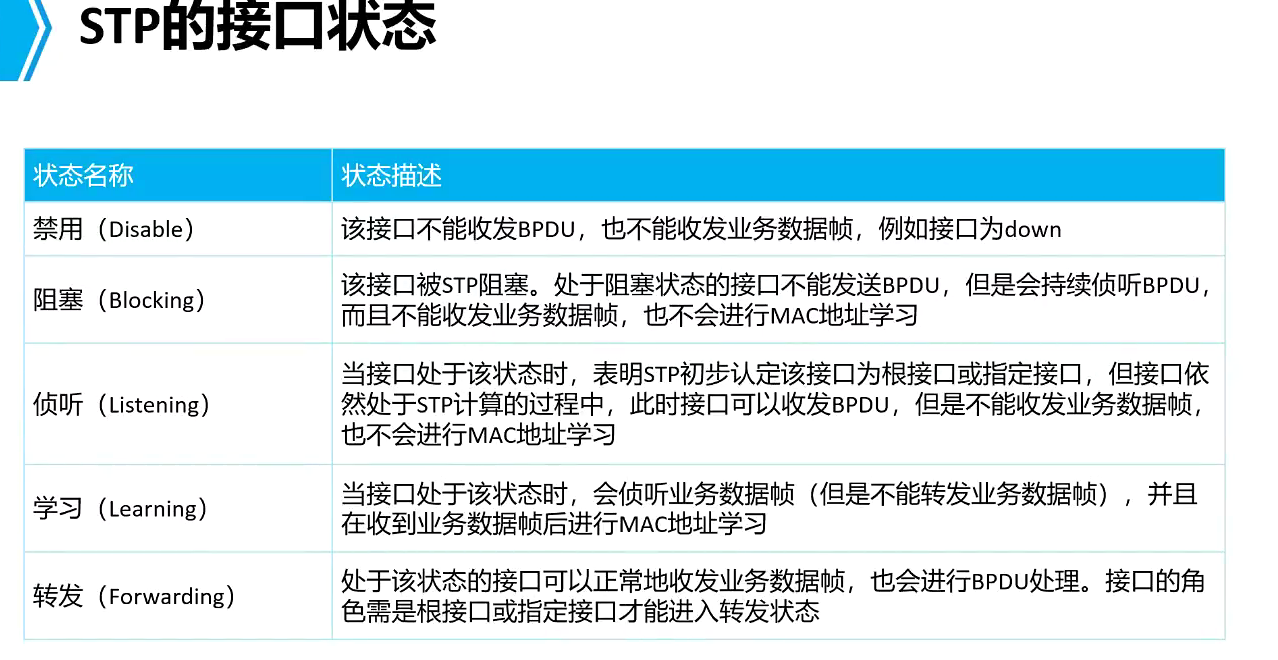 STP的接口状态
状态名称
状态描述
禁用（Disable）
该接口不能收发BPDU，也不能收发业务数据帧，例如接口为down
阻塞（Blocking）
该接口被STP阻塞。处于阻塞状态的接口不能发送BPDU，但是会持续侦听BPDU，
而且不能收发业务数据帧，也不会进行MAC地址学习
侦听（Listening）
当接口处于该状态时，表明STP初步认定该接口为根接口或指定接口，但接口依
然处于STP计算的过程中，此时接口可以收发BPDU，但是不能收发业务数据帧，
也不会进行MAC地址学习
学习（Learning）
当接口处于该状态时，会侦听业务数据帧（但是不能转发业务数据帧），并且
在收到业务数据帧后进行MAC地址学习
转发（Forwarding）
处于该状态的接口可以正常地收发业务数据帧，也会进行BPDU处理。接口的角
色需是根接口或指定接口才能进入转发状态